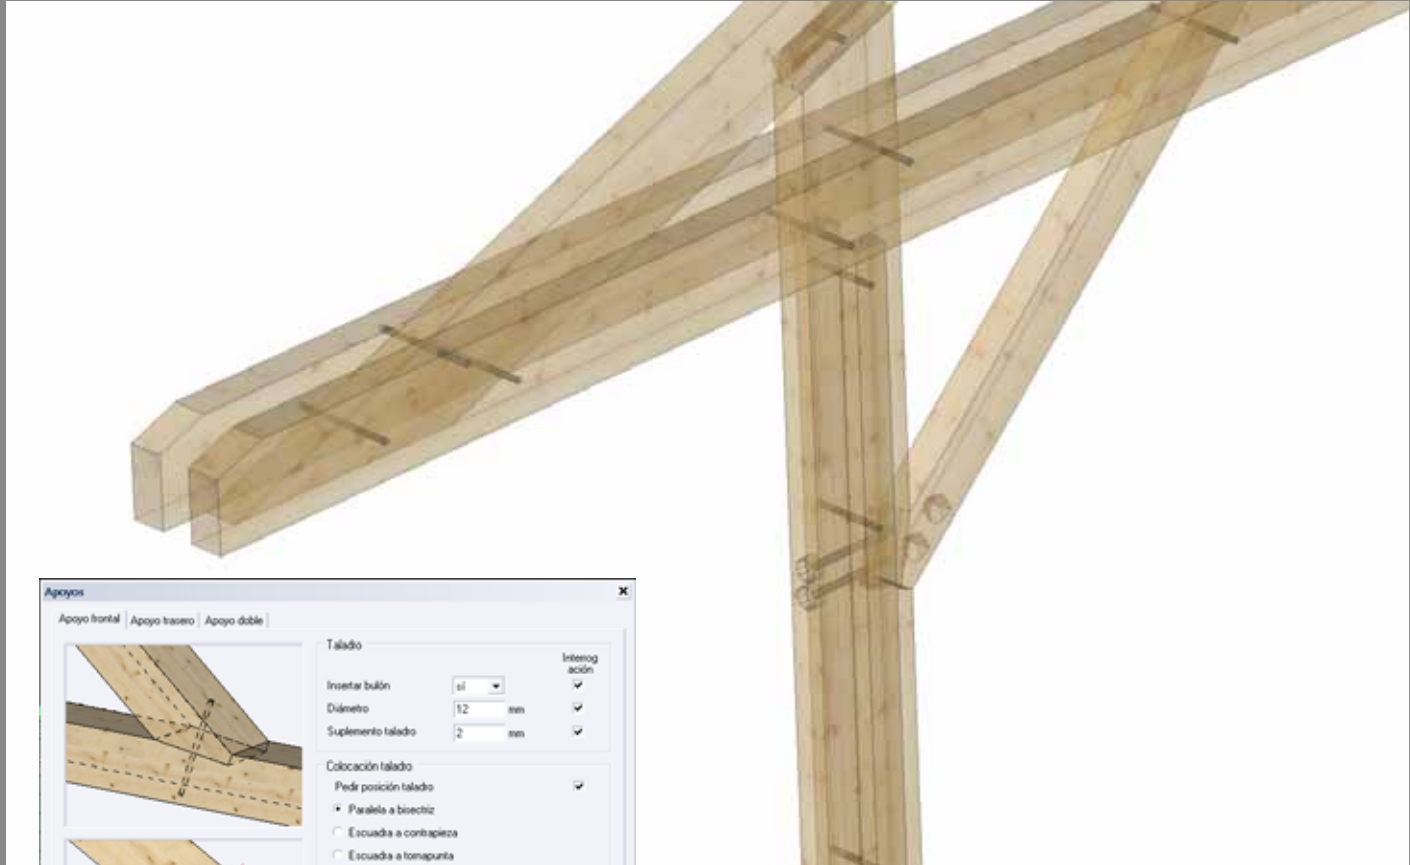 Apoyos
Apoyo frontal
Apoyo trasero
Apoyo doble
Taladro
Interrog
ación
Insertar bulón
sí
Diámetro
12
mm
Suplemento taladro
2
mm
Colocación taladro
Pedir posición taladro
Paralela a bisectriz
Escuadra a contrapieza
Escuadra a tornapunta